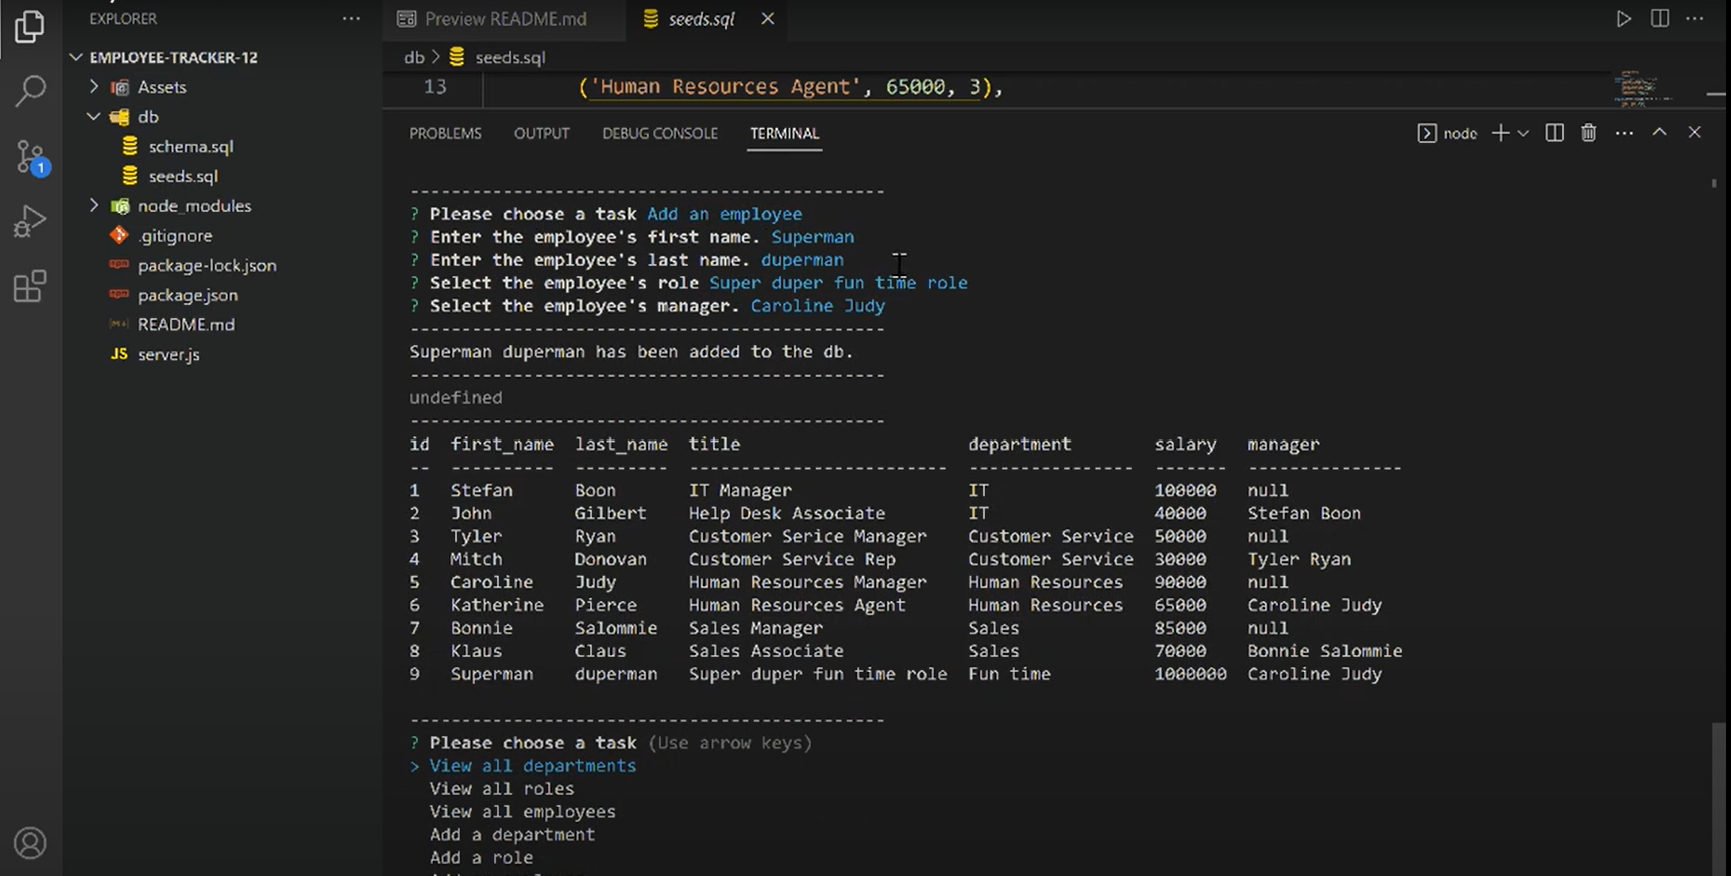 EXPLORER
EMPLOYEE-TRACKER-12
Assets
db
schema.sql
seeds.sql
node_modules
.gitignore
package-lock.json
package.json
README.md
JS server.js
1
Preview README.md
seeds.sql
db > seeds.sql
13 ('Human Resources Agent', 65000, 3),
PROBLEMS OUTPUT DEBUG CONSOLE TERMINAL
node
---------------------------------------------
? Please choose a task Add an employee
? Enter the employee's first name. Superman
? Enter the employee's last name. duperman
? Select the employee's role Super duper fun time role
? Select the employee's manager. Caroline Judy
---------------------------------------------
Superman duperman has been added to the db.
---------------------------------------------
undefined
---------------------------------------------
id first_name last_name title department salary manager
-- ---------- --------- ------------------------- ---------------- ------- ---------------
1 Stefan Boon IT Manager IT 100000 null
2 John Gilbert Help Desk Associate IT 40000 Stefan Boon
3 Tyler Ryan Customer Serice Manager Customer Service 50000 null
4 Mitch Donovan Customer Service Rep Customer Service 30000 Tyler Ryan
5 Caroline Judy Human Resources Manager Human Resources 90000 null
6 Katherine Pierce Human Resources Agent Human Resources 65000 Caroline Judy
7 Bonnie Salommie Sales Manager Sales 85000 null
8 Klaus Claus Sales Associate Sales 70000 Bonnie Salommie
9 Superman duperman Super duper fun time role Fun time 1000000 Caroline Judy
---------------------------------------------
? Please choose a task (Use arrow keys)
> View all departments
View all roles
View all employees
Add a department
Add a role